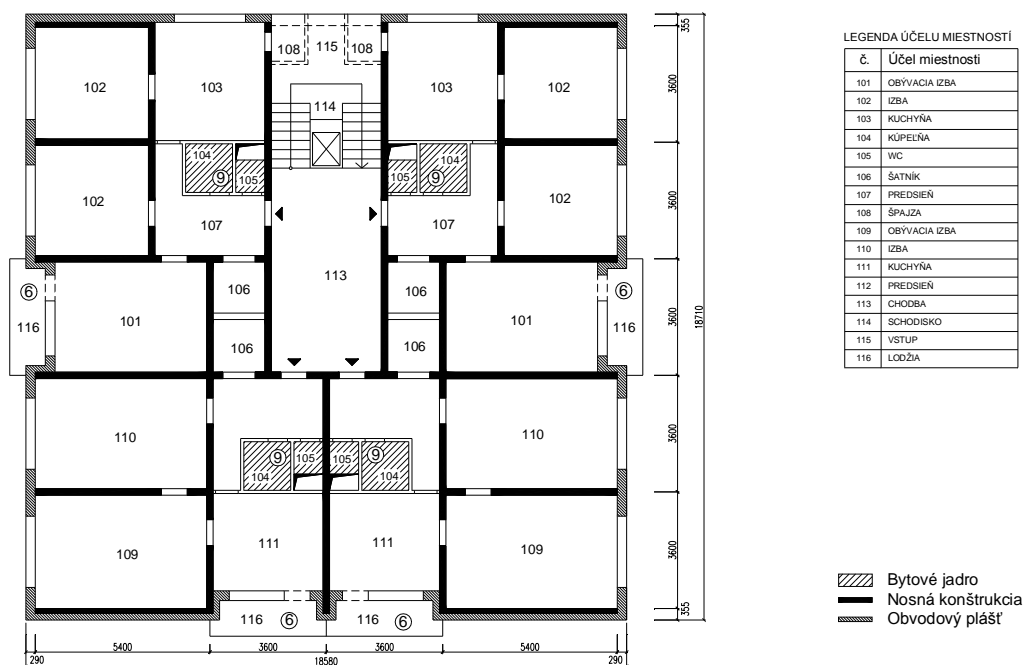 355
108
115
108
102
103
103
102
3600
114
104
105
9
104
105
9
102
107
107
102
3600
113
6
116
101
106
106
106
106
101
6
116
3600
18710
110
9
105
104
105
9
104
110
3600
109
111
111
109
3600
116
6
116
6
355
5400
3600
3600
5400
290
18580
290
LEGENDA ÚČELU MIESTNOSTÍ
č. Účel miestnosti
101 OBÝVACIA IZBA
102 IZBA
103 KUCHYŇA
104 KÚPEĽŇA
105 WC
106 ŠATNÍK
107 PREDSIEŇ
108 ŠPAJZA
109 OBÝVACIA IZBA
110 IZBA
111 KUCHYŇA
112 PREDSIEŇ
113 CHODBA
114 SCHODISKO
115 VSTUP
116 LODŽIA
Bytové jadro
Nosná konštrukcia
Obvodový plášť